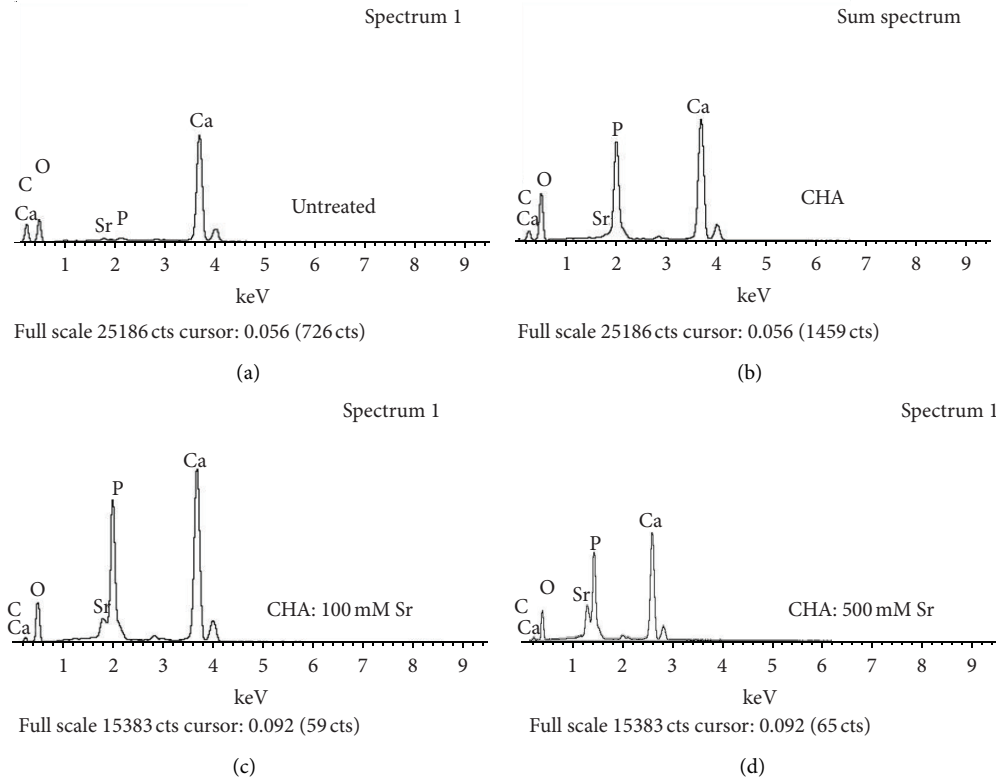 Spectrum 1
Ca
O
C
Untreated
Ca
Sr P
1 2 3 4 5 6 7 8 9
keV
Full scale 25186 cts cursor: 0.056 (726 cts)
(a)
Sum spectrum
Ca
P
O
C
CHA
Ca
Sr
1 2 3 4 5 6 7 8 9
keV
Full scale 25186 cts cursor: 0.056 (1459 cts)
(b)
Spectrum 1
Ca
P
O
C
Sr
CHA: 100 mM Sr
Ca
1 2 3 4 5 6 7 8 9
keV
Full scale 15383 cts cursor: 0.092 (59 cts)
(c)
Spectrum 1
Ca
P
O
Sr
C
CHA: 500 mM Sr
Ca
1 2 3 4 5 6 7 8 9
keV
Full scale 15383 cts cursor: 0.092 (65 cts)
(d)